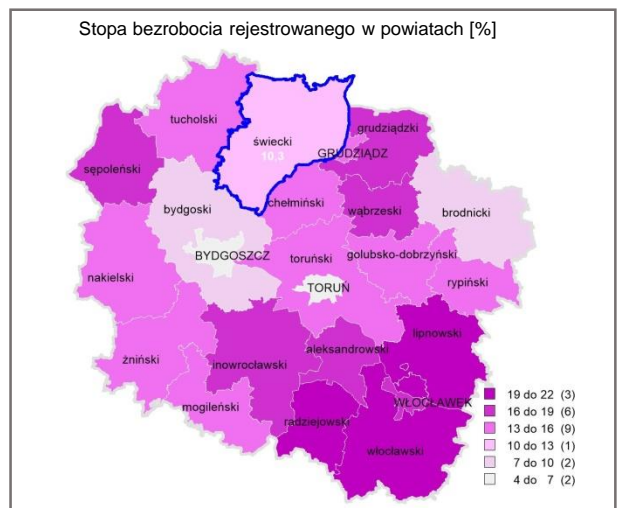 Stopa bezrobocia rejestrowanego w powiatach [%]
tucholski
świecki
10,3
grudziądzki
GRUDZIĄDZ
sępoleński
bydgoski
chełmiński
wąbrzeski
brodnicki
BYDGOSZCZ
toruński
golubsko-dobrzyński
nakielski
TORUŃ
rypiński
lipnowski
żniński
inowrocławski
aleksandrowski
mogileński
radziejowski
WŁOCŁAWEK
włocławski
19 do 22 (3)
16 do 19 (6)
13 do 16 (9)
10 do 13 (1)
7 do 10 (2)
4 do 7 (2)